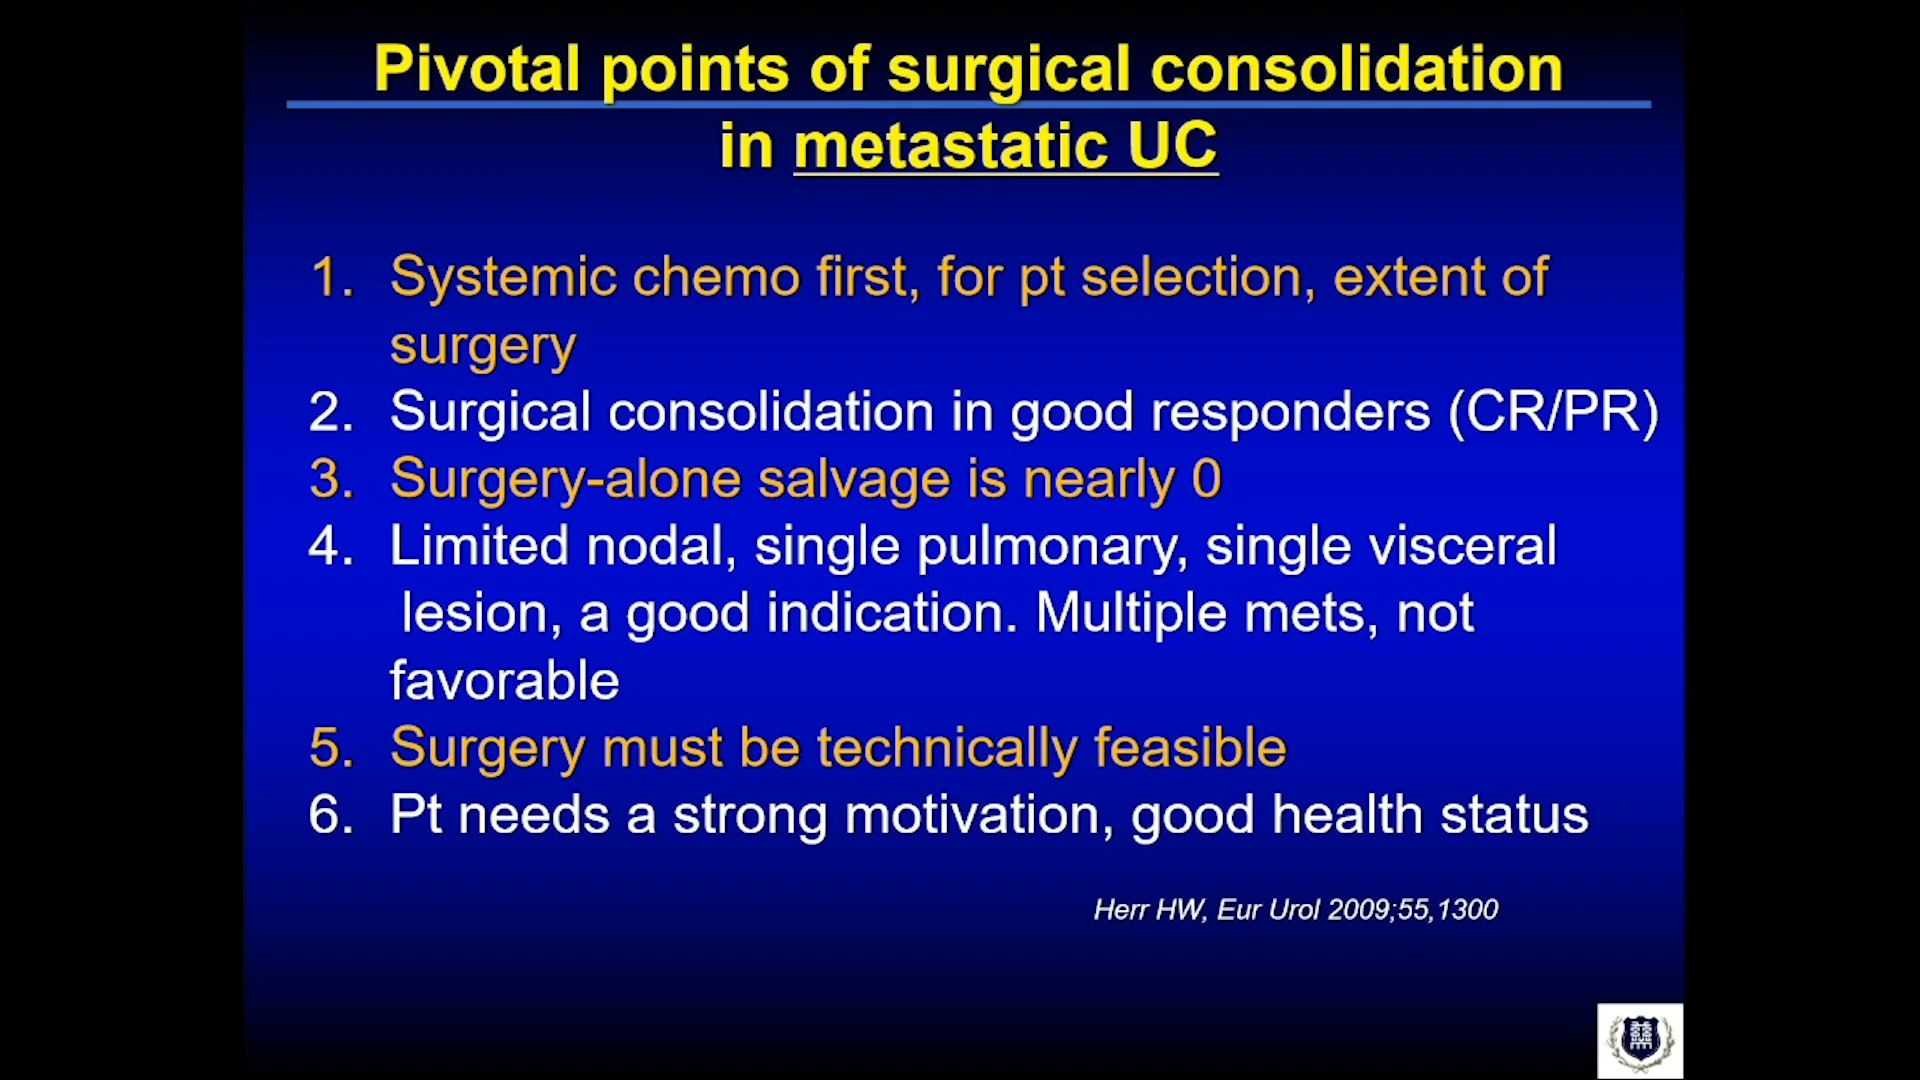 Pivotal points of surgical consolidation
in metastatic UC
1. Systemic chemo first, for pt selection, extent of
surgery
2. Surgical consolidation in good responders (CR/PR)
3. Surgery-alone salvage is nearly 0
4. Limited nodal, single pulmonary, single visceral
lesion, a good indication. Multiple mets, not
favorable
5. Surgery must be technically feasible
6. Pt needs a strong motivation, good health status
Herr HW, Eur Urol 2009;55,1300